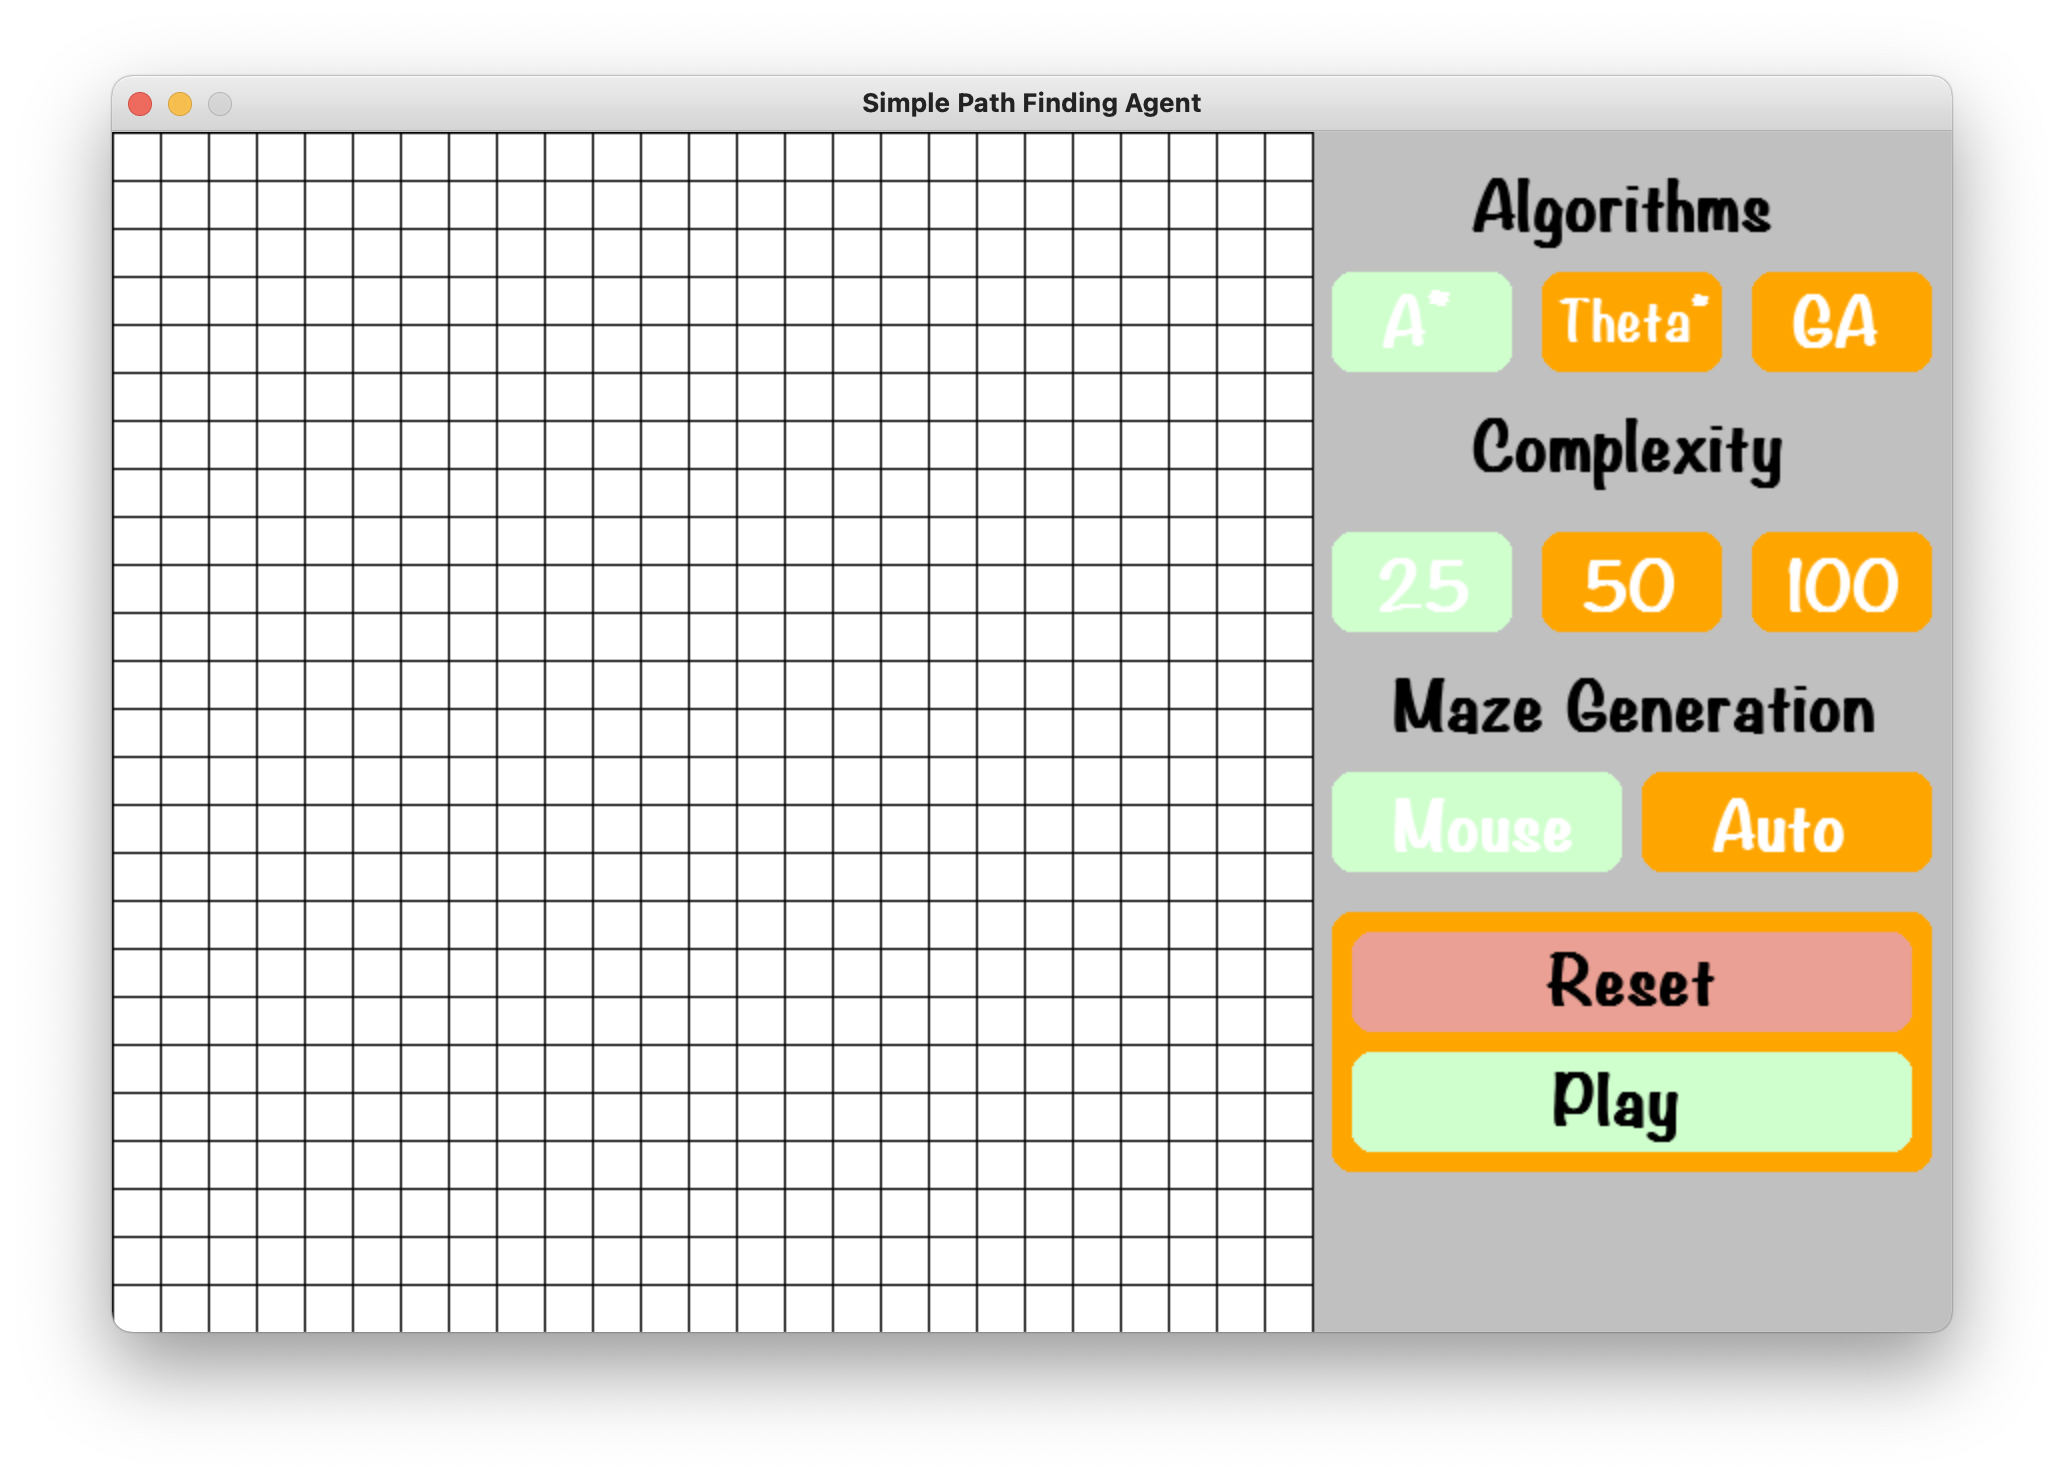 Simple Path Finding Agent
Algorithms
A* Theta* GA
Complexity
25 50 100
Maze Generation
Mouse Auto
Reset
Play